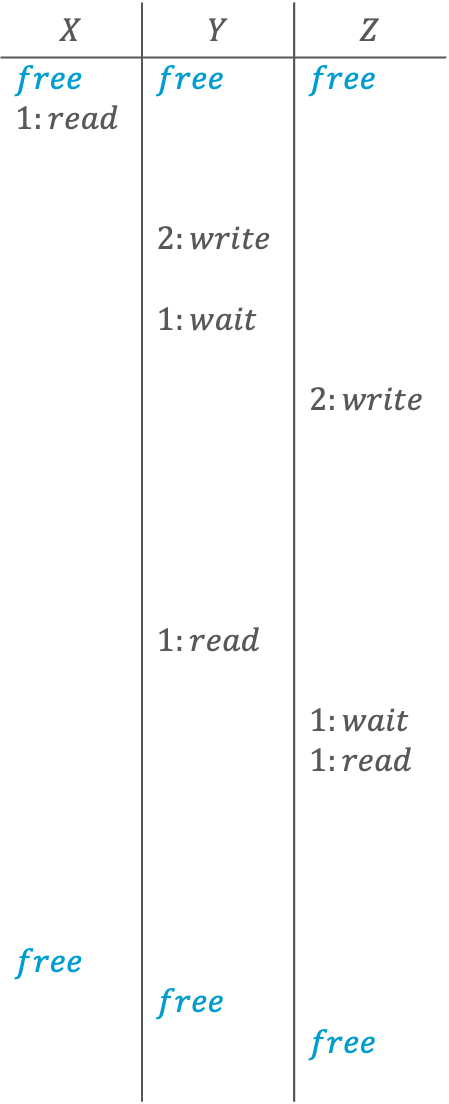 X Y Z
free free free
1: read
2: write
1: wait
2: write
1: read
1: wait
1: read
free
free
free